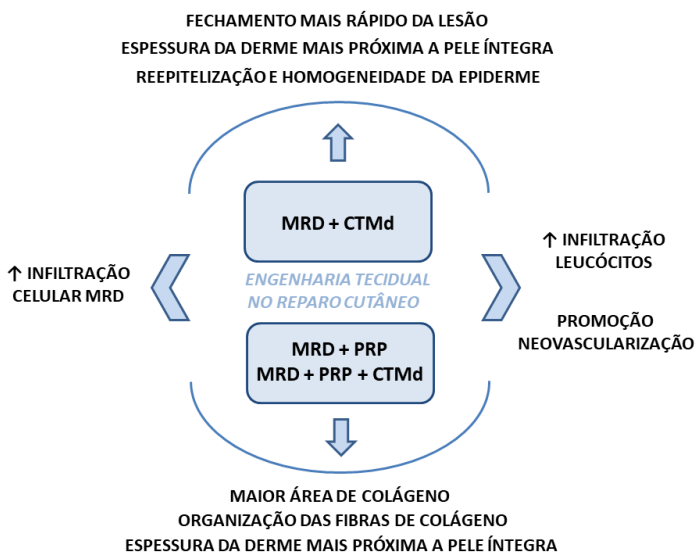 FECHAMENTO MAIS RÁPIDO DA LESÃO
ESPESSURA DA DERME MAIS PRÓXIMA A PELE ÍNTEGRA
REEPITELIZAÇÃO E HOMOGENEIDADE DA EPIDERME
MRD + CTMd
↑ INFILTRAÇÃO
CELULAR MRD
ENGENHARIA TECIDUAL
NO REPARO CUTÂNEO
↑ INFILTRAÇÃO
LEUCÓCITOS
PROMOÇÃO
NEOVASCULARIZAÇÃO
MRD + PRP
MRD + PRP + CTMd
MAIOR ÁREA DE COLÁGENO
ORGANIZAÇÃO DAS FIBRAS DE COLÁGENO
ESPESSURA DA DERME MAIS PRÓXIMA A PELE ÍNTEGRA